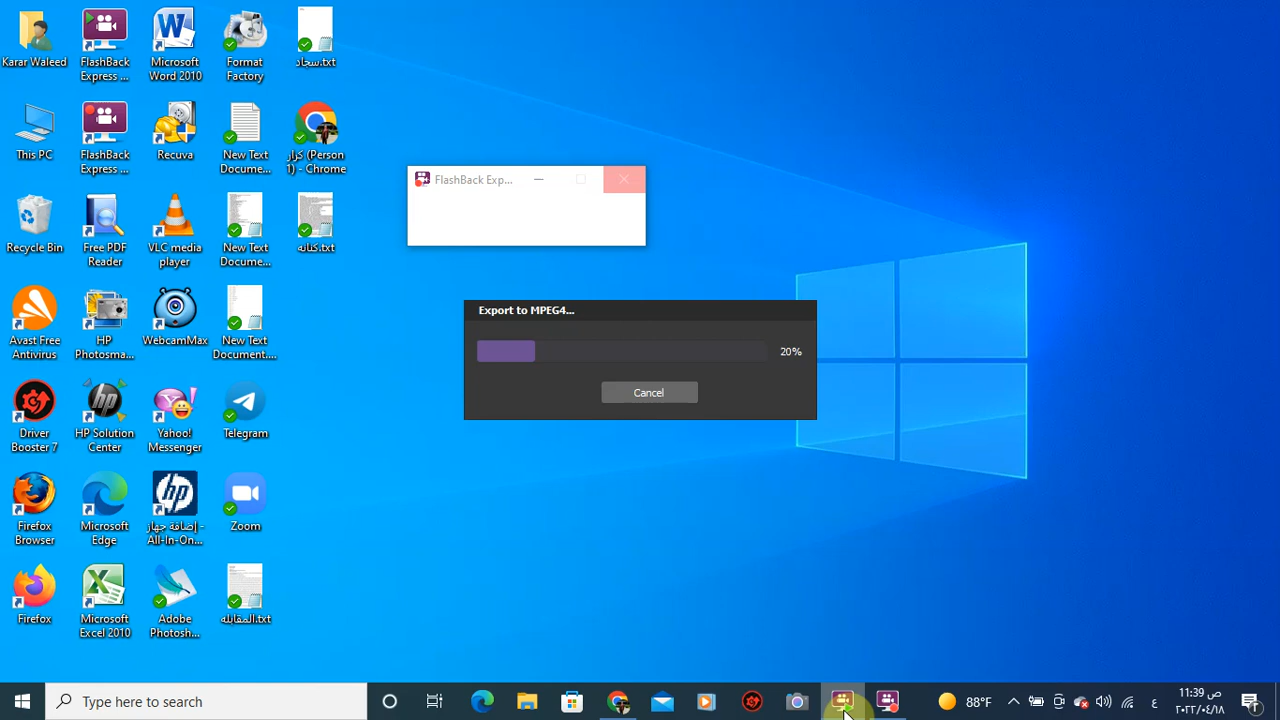 Karar Waleed
FlashBack
Express ...
Microsoft
Word 2010
Format
Factory
سجاد.txt
This PC
FlashBack
Express ...
Recuva
New Text
Docume...
كرار (Person
1) - Chrome
Recycle Bin
Free PDF
Reader
VLC media
player
New Text
Docume...
كتابه.txt
Avast Free
Antivirus
HP
Photosma...
WebcamMax
New Text
Document....
Driver
Booster 7
HP Solution
Center
Yahoo!
Messenger
Telegram
Firefox
Browser
Microsoft
Edge
إضافة جهاز -
All-In-On...
Zoom
Firefox
Microsoft
Excel 2010
Adobe
Photosh...
المقابله.txt
FlashBack Exp...
Export to MPEG4...
20%
Cancel
Type here to search
88°F
ع
11:39 ص
٢٠٢٢/٠٤/١٨